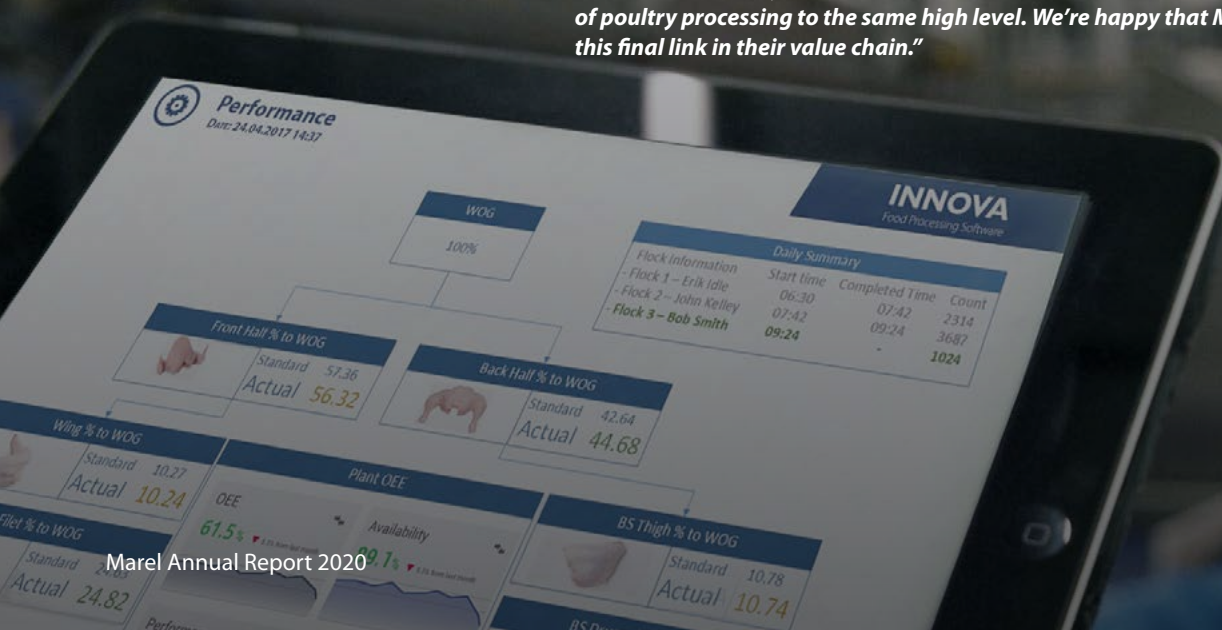 of poultry processing to the same high level. We’re happy that
this final link in their value chain.”
Performance
Date: 24.04.2017 14:37
INNOVA
Food Processing Software
WOG
100%
Daily Summary
Flock Information Start time Completed Time Count
- Flock 1 – Erik Idle 06:30 07:42 2314
- Flock 2 – John Kelley 07:42 09:24 3687
- Flock 3 – Bob Smith 09:24 - 1024
Front Half % to WOG
Standard 57.36
Actual 56.32
Back Half % to WOG
Standard 42.64
Actual 44.68
Wing % to WOG
Standard 10.27
Actual 10.24
Plant OEE
OEE
61.5%
Availability
BS Thigh % to WOG
Standard 10.78
Actual 10.74
Filet % to WOG
Standard
Actual 24.82
Marel Annual Report 2020